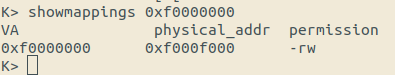 K> showmappings 0xf0000000
VA physical_addr permission
0xf0000000 0xf000f000 -rw
K>